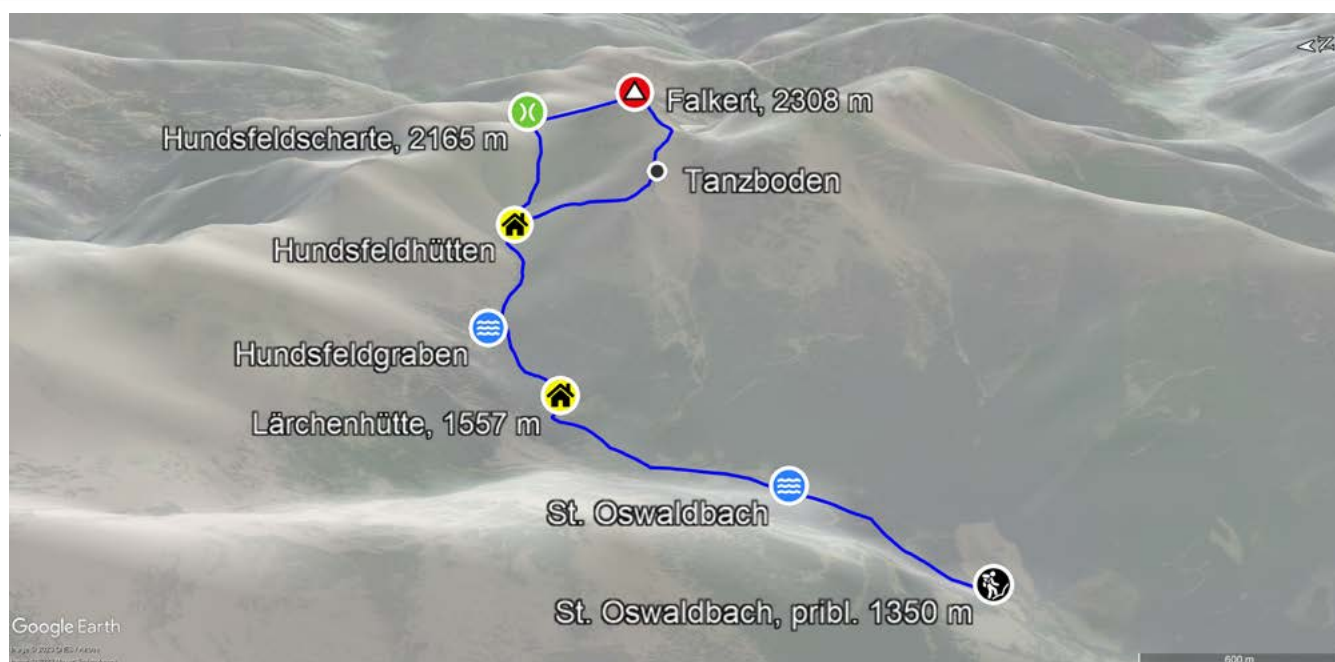 Falkert, 2308 m
Hundsfeldscharte, 2165 m
Tanzboden
Hundsfeldhütten
Hundsfeldgraben
Lärchenhütte, 1557 m
St. Oswaldbach
St. Oswaldbach, pribl. 1350 m
Google Earth
600 m